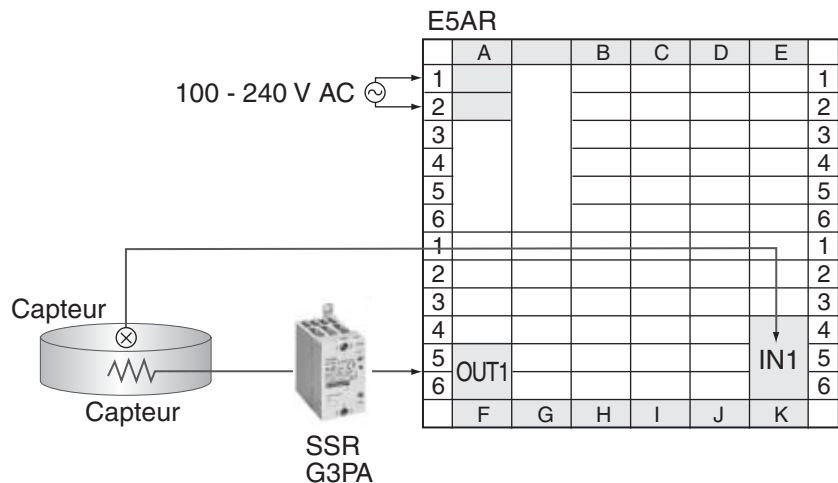 E5AR
A B C D E
100 - 240 V AC
1 1
2 2
3 3
4 4
5 5
6 6
1 1
2 2
3 3
Capteur
4 4
5 OUT1 IN1 5
6 6
Capteur
F G H I J K
SSR
G3PA